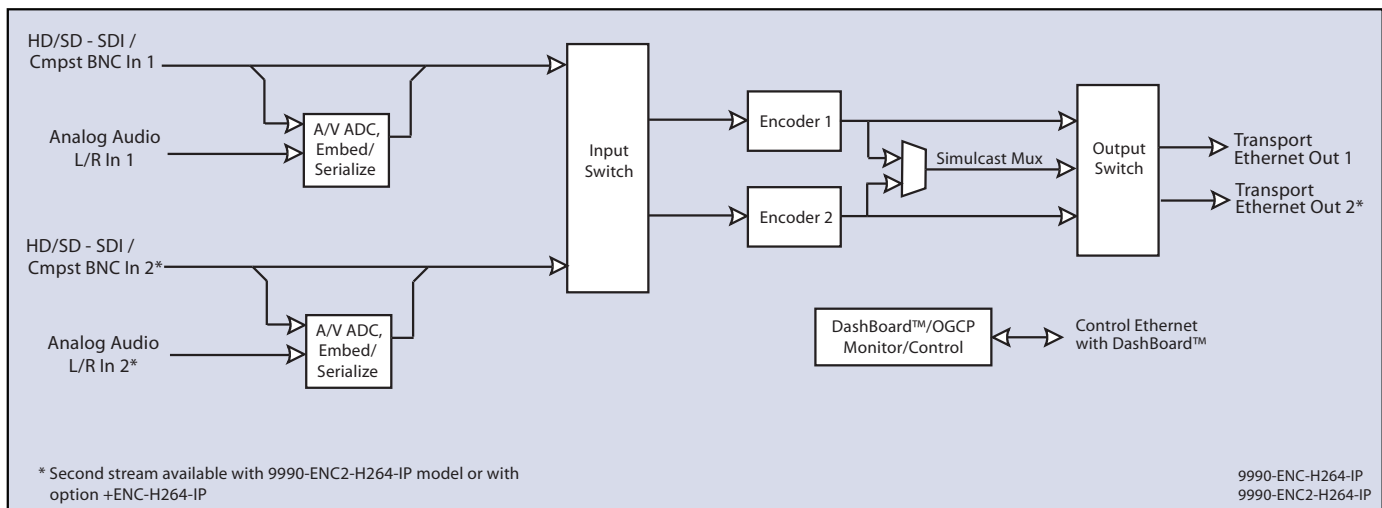 HD/SD - SDI /
Cmpst BNC In 1
Analog Audio
L/R In 1
A/V ADC,
Embed/
Serialize
HD/SD - SDI /
Cmpst BNC In 2*
Analog Audio
L/R In 2*
A/V ADC,
Embed/
Serialize
Input
Switch
Encoder 1
Encoder 2
Simulcast Mux
Output
Switch
Transport
Ethernet Out 1
Transport
Ethernet Out 2*
DashBoard™/OGCP
Monitor/Control
Control Ethernet
with DashBoard™
* Second stream available with 9990-ENC2-H264-IP model or with
option +ENC-H264-IP
9990-ENC-H264-IP
9990-ENC2-H264-IP